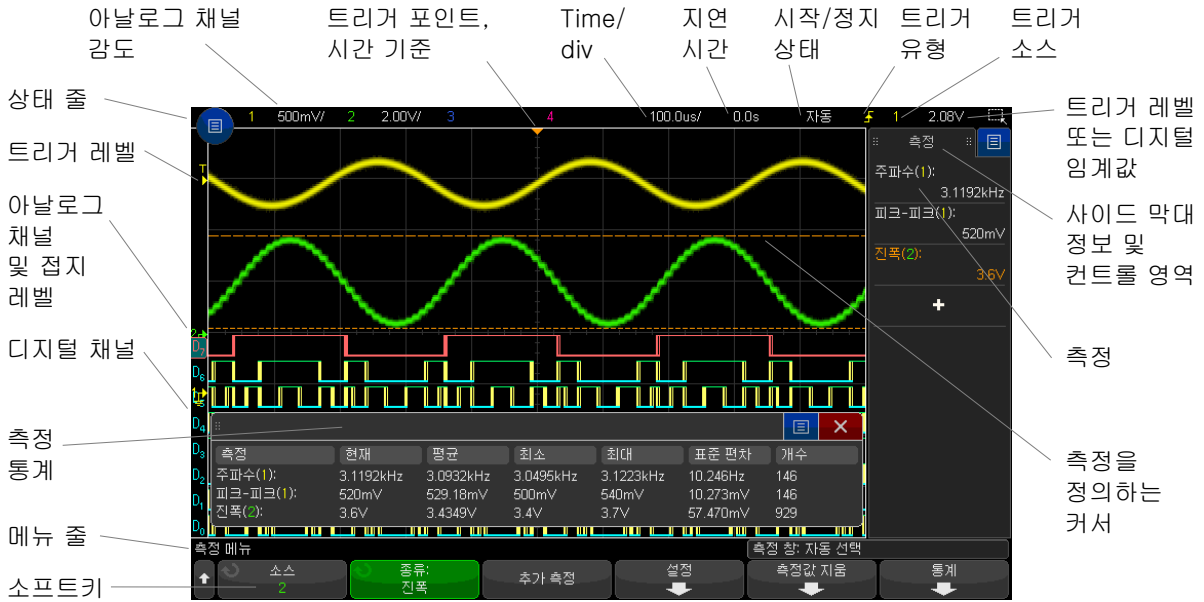 아날로그 채널
감도
트리거 포인트,
시간 기준
Time/
div
지연
시간
시작/정지
상태
트리거
유형
트리거
소스
상태 줄
트리거 레벨
아날로그
채널
및 접지
레벨
디지털 채널
측정
통계
메뉴 줄
소프트키
1 500mV/ 2 2.00V/ 3 4 100.0us/ 0.0s 자동 1 2.08V
T
측정
주파수(1):
3.1192kHz
피크-피크(1):
520mV
진폭(2):
3.6V
+
2
D7
D6
D4
D3
D2
D1
D0
측정 현재 평균 최소 최대 표준 편차 개수
주파수(1): 3.1192kHz 3.0932kHz 3.0495kHz 3.1223kHz 10.246Hz 146
피크-피크(1): 520mV 529.18mV 500mV 540mV 10.273mV 146
진폭(2): 3.6V 3.4349V 3.4V 3.7V 57.470mV 929
측정 메뉴
측정 창: 자동 선택
소스
2
종류:
진폭
추가 측정
설정
측정값 지움
통계
트리거 레벨
또는 디지털
임계값
사이드 막대
정보 및
컨트롤 영역
측정
측정을
정의하는
커서